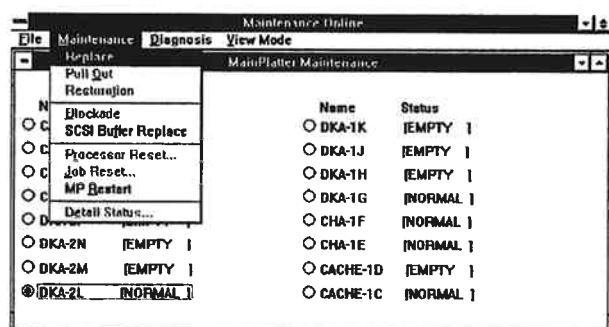 Maintenance Online
File Maintenance Diagnosis View Mode
MainPlatter Maintenance
Replace
Pull Out
Restoration
Blockade
SCSI Buffer Replace
Processor Reset...
Job Reset...
MP Restart
Detail Status...
Name Status
DKA-1K [EMPTY ]
DKA-1J [EMPTY ]
DKA-1H [EMPTY ]
DKA-1G [NORMAL ]
CHA-1F [NORMAL ]
DKA-2N [EMPTY ] CHA-1E [NORMAL ]
DKA-2M [EMPTY ] CACHE-1D [EMPTY ]
DKA-2L [NORMAL ] CACHE-1C [NORMAL ]